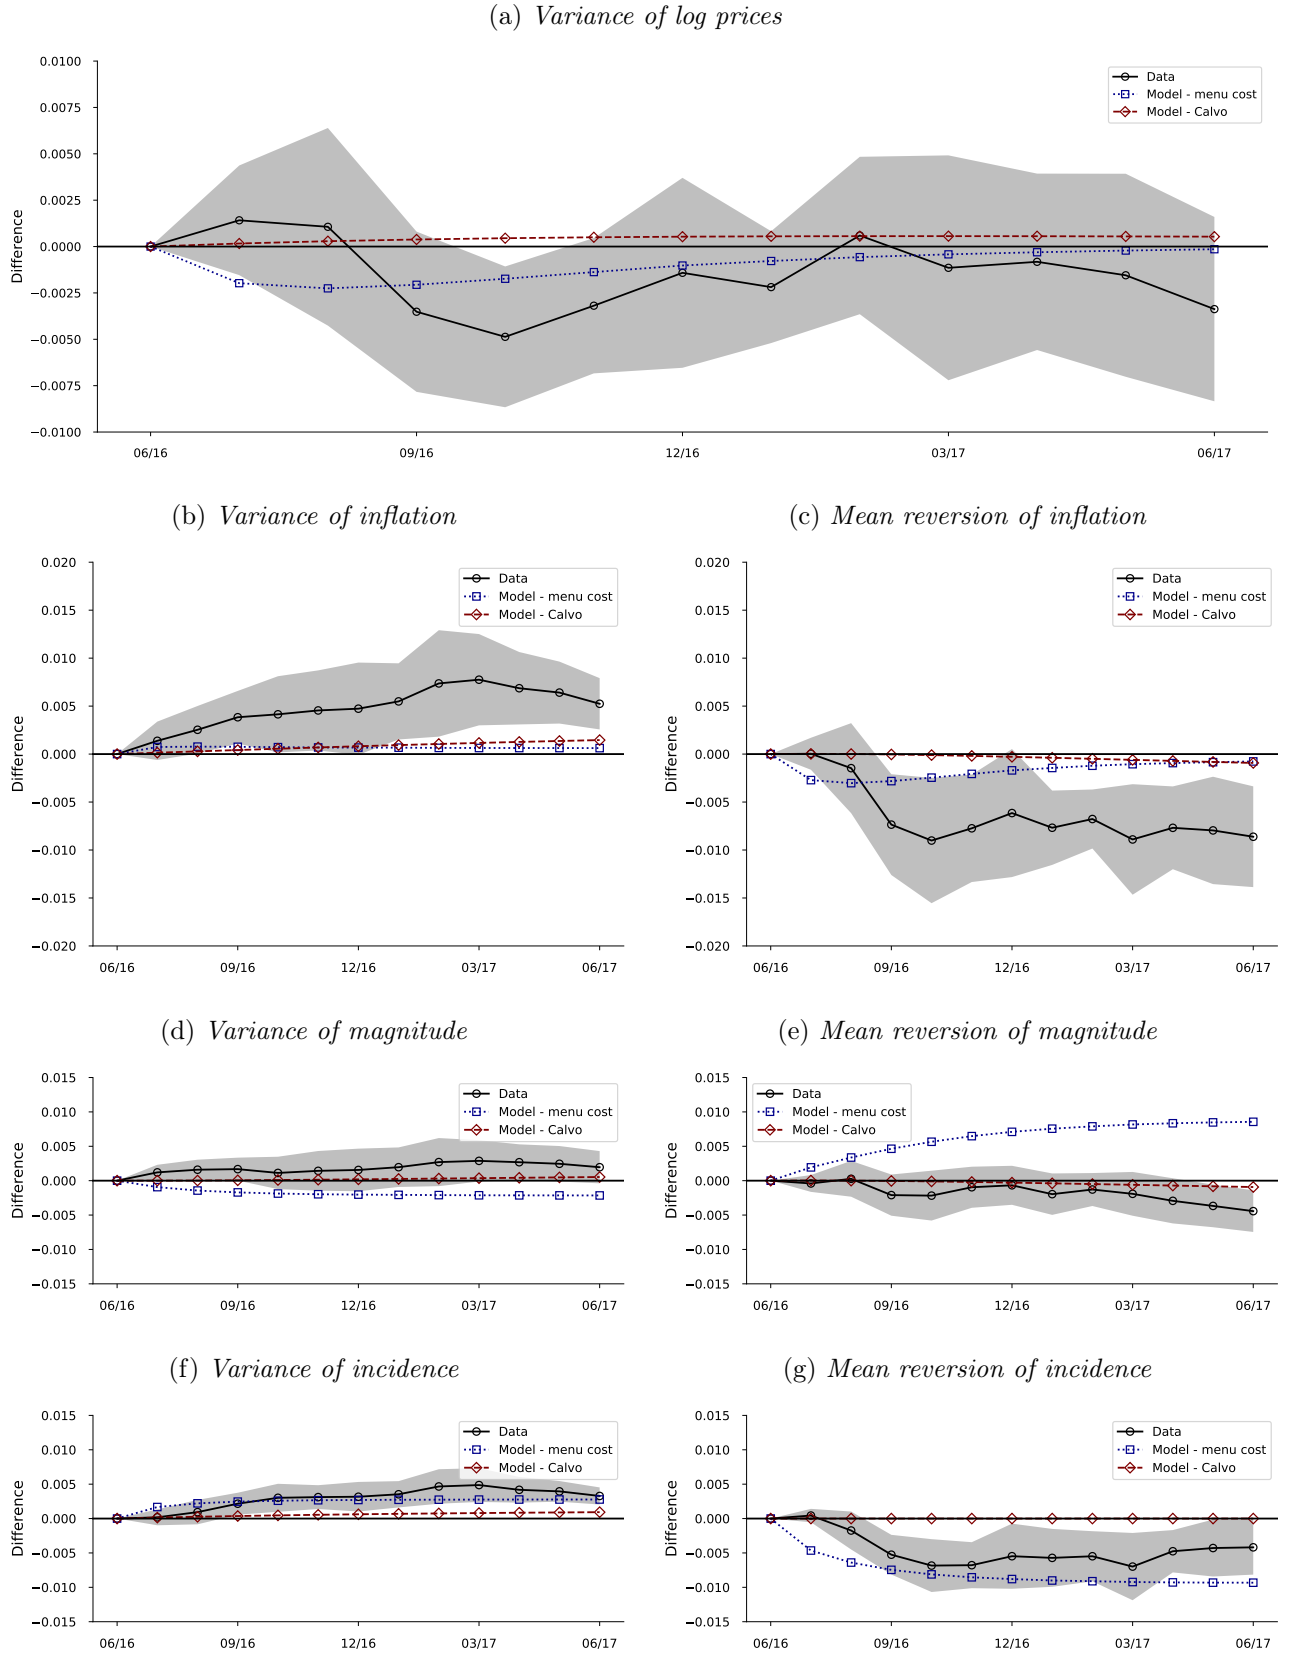 (a) Variance of log prices
0.0100
0.0075
0.0050
0.0025
0.0000
−0.0025
−0.0050
−0.0075
−0.0100
Difference
Data
Model - menu cost
Model - Calvo
06/16
09/16
12/16
03/17
06/17
(b) Variance of inflation
0.020
0.015
0.010
0.005
0.000
−0.005
−0.010
−0.015
−0.020
Difference
Data
Model - menu cost
Model - Calvo
06/16
09/16
12/16
03/17
06/17
(c) Mean reversion of inflation
0.020
0.015
0.010
0.005
0.000
−0.005
−0.010
−0.015
−0.020
Difference
Data
Model - menu cost
Model - Calvo
06/16
09/16
12/16
03/17
06/17
(d) Variance of magnitude
0.015
0.010
0.005
0.000
−0.005
−0.010
−0.015
Difference
Data
Model - menu cost
Model - Calvo
06/16
09/16
12/16
03/17
06/17
(e) Mean reversion of magnitude
0.015
0.010
0.005
0.000
−0.005
−0.010
−0.015
Difference
Data
Model - menu cost
Model - Calvo
06/16
09/16
12/16
03/17
06/17
(f) Variance of incidence
0.015
0.010
0.005
0.000
−0.005
−0.010
−0.015
Difference
Data
Model - menu cost
Model - Calvo
06/16
09/16
12/16
03/17
06/17
(g) Mean reversion of incidence
0.015
0.010
0.005
0.000
−0.005
−0.010
−0.015
Difference
Data
Model - menu cost
Model - Calvo
06/16
09/16
12/16
03/17
06/17